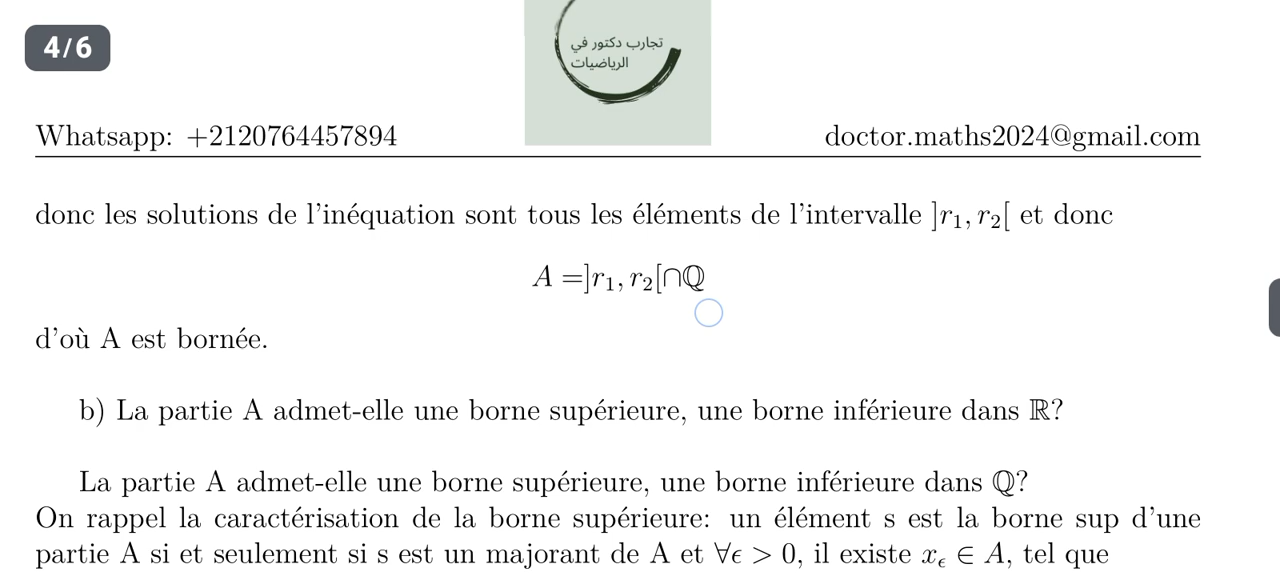 4/6
تجارب دكتور في
الرياضيات
Whatsapp: +2120764457894
doctor.maths2024@gmail.com
donc les solutions de l'inéquation sont tous les éléments de l'intervalle ]r₁, r₂[ et donc
A =]r₁, r₂[∩ℚ
d'où A est bornée.
b) La partie A admet-elle une borne supérieure, une borne inférieure dans ℝ?
La partie A admet-elle une borne supérieure, une borne inférieure dans ℚ?
On rappel la caractérisation de la borne supérieure: un élément s est la borne sup d'une
partie A si et seulement si s est un majorant de A et ∀ϵ > 0, il existe x_ϵ ∈ A, tel que